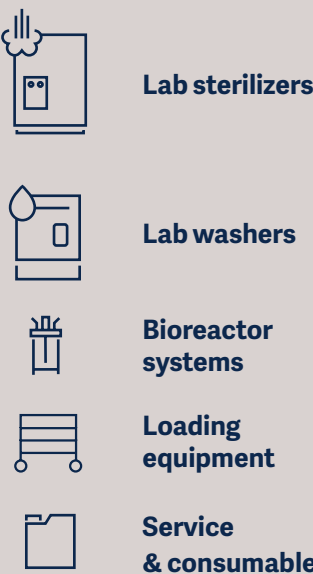 Lab sterilizers
Lab washers
Bioreactor
systems
Loading
equipment
Service
& consumable